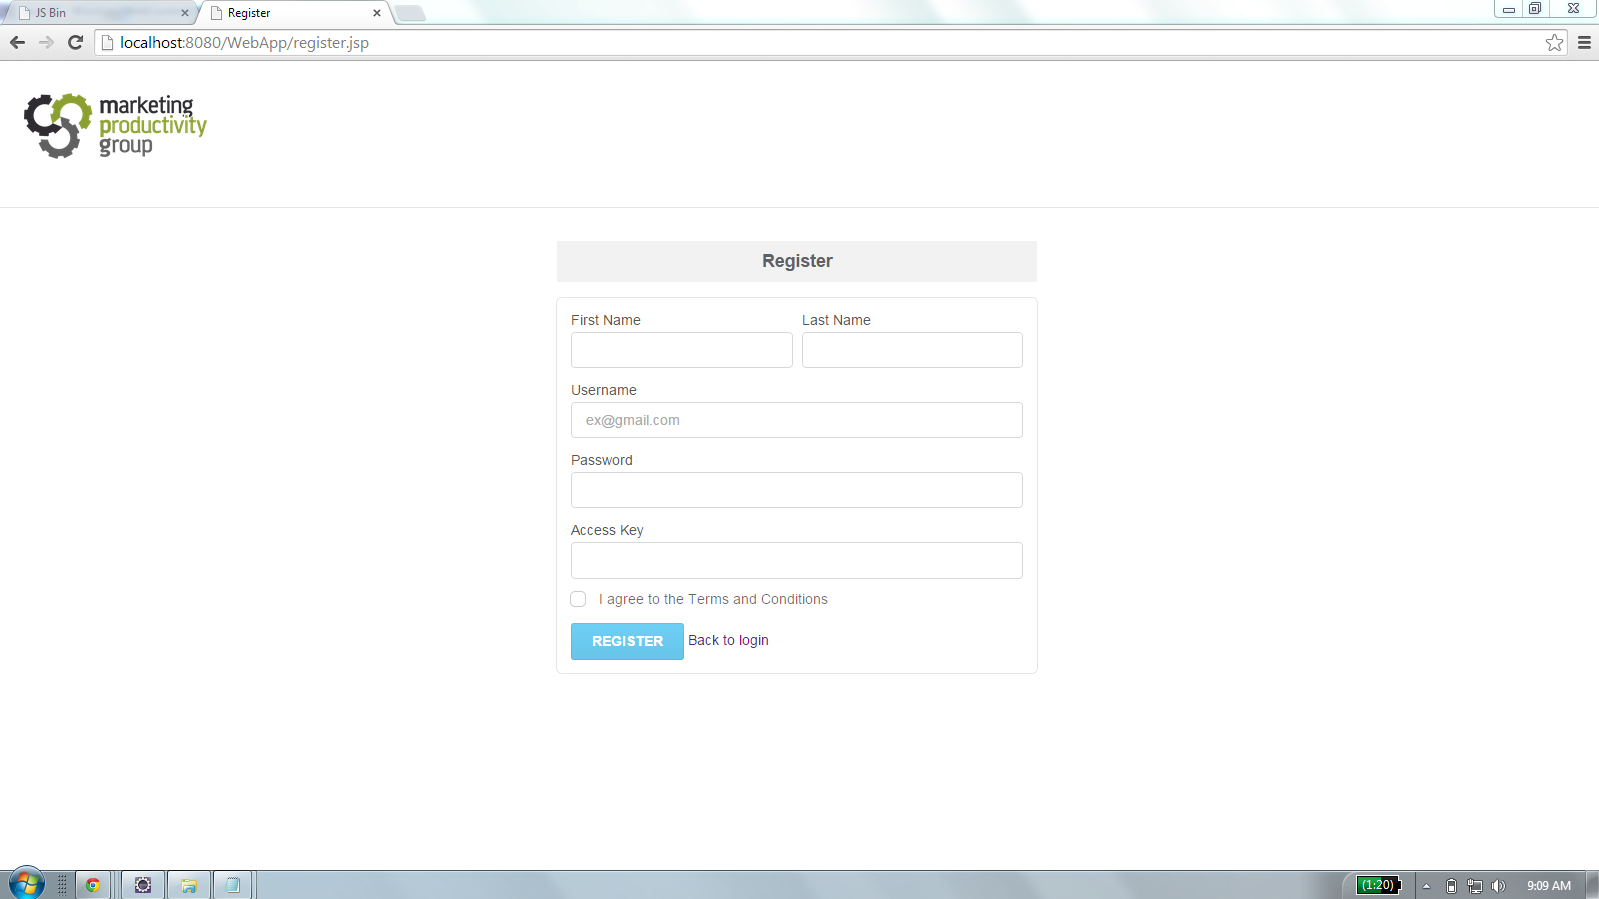 JS Bin
Register
localhost:8080/WebApp/register.jsp
marketing
productivity
group
Register
First Name
Last Name
Username
ex@gmail.com
Password
Access Key
I agree to the Terms and Conditions
REGISTER Back to login
(1:20)
9:09 AM